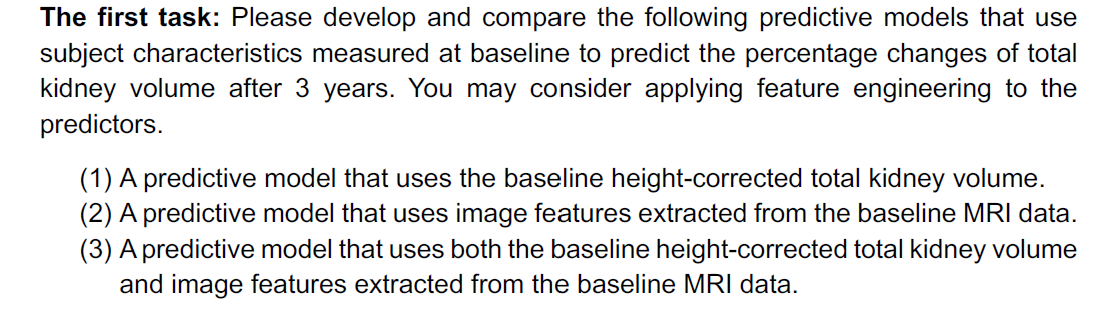 The first task: Please develop and compare the following predictive models that use
subject characteristics measured at baseline to predict the percentage changes of total
kidney volume after 3 years. You may consider applying feature engineering to the
predictors.
(1) A predictive model that uses the baseline height-corrected total kidney volume.
(2) A predictive model that uses image features extracted from the baseline MRI data.
(3) A predictive model that uses both the baseline height-corrected total kidney volume
and image features extracted from the baseline MRI data.